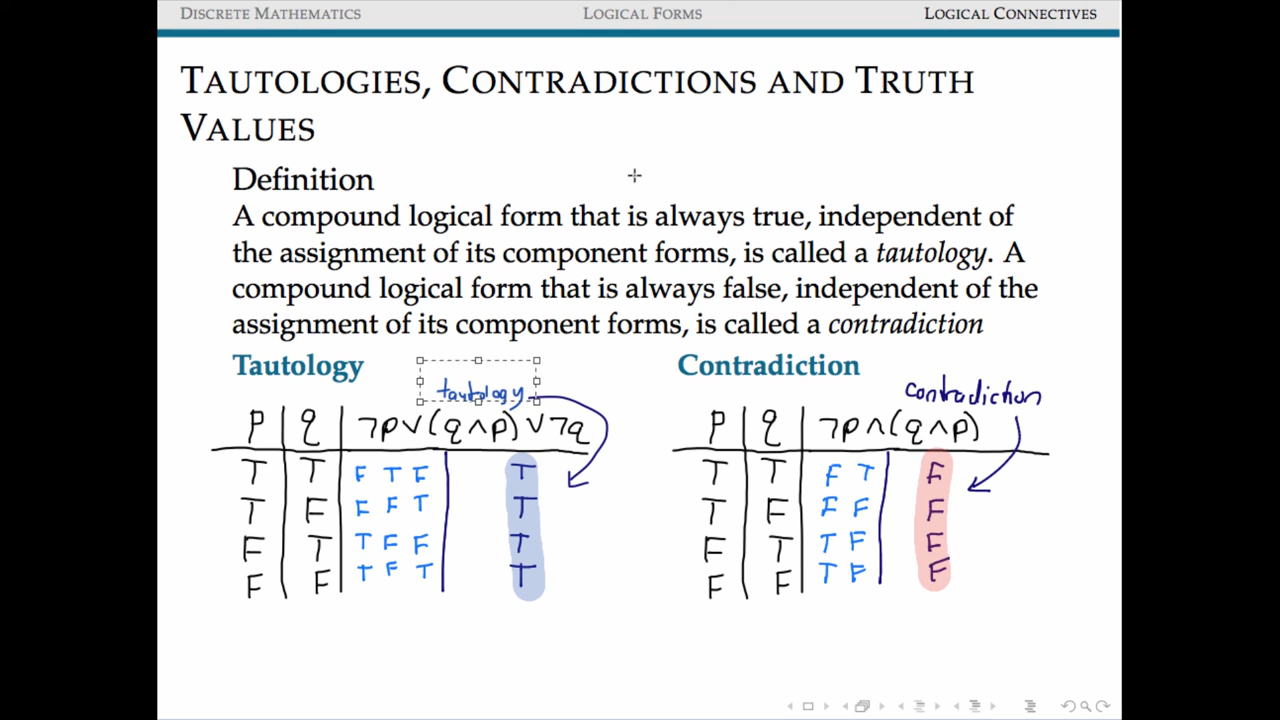 DISCRETE MATHEMATICS LOGICAL FORMS LOGICAL CONNECTIVES
TAUTOLOGIES, CONTRADICTIONS AND TRUTH
VALUES
Definition
A compound logical form that is always true, independent of
the assignment of its component forms, is called a tautology. A
compound logical form that is always false, independent of the
assignment of its component forms, is called a contradiction
Tautology
tautology
p q ¬p∨(q∧p)∨¬q
T T F T F T
T F F F T T
F T T F F T
F F T F T T
Contradiction
contradiction
p q ¬p∧(q∧p)
T T F T F
T F F F F
F T T F F
F F T F F